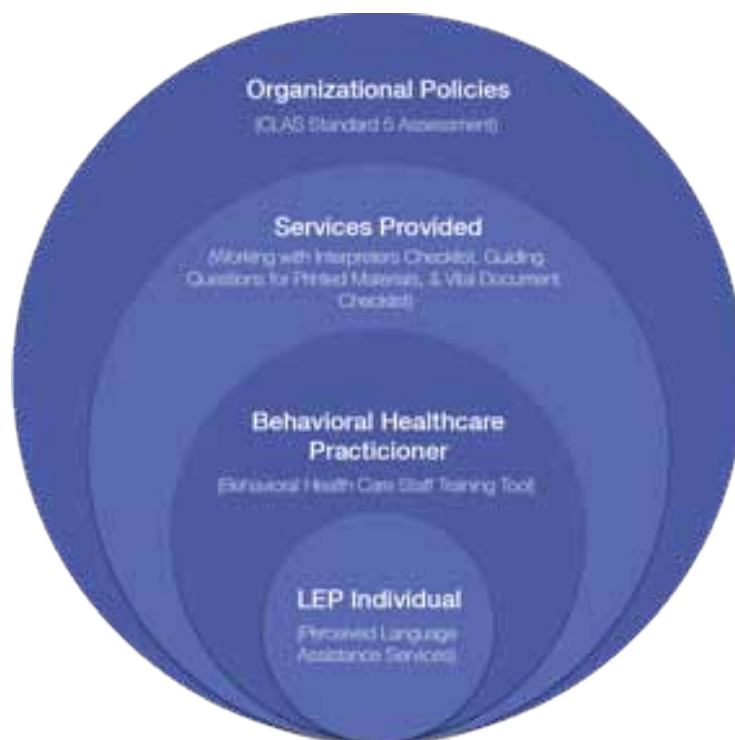 Organizational Policies
(CLAS Standard 5 Assessment)
Services Provided
(Working with Interpreters Checklist, Guiding
Questions for Printed Materials, & Vital Document
Checklist)
Behavioral Healthcare
Practicioner
(Behavioral Health Care Staff Training Tool)
LEP Individual
(Perceived Language
Assistance Services)